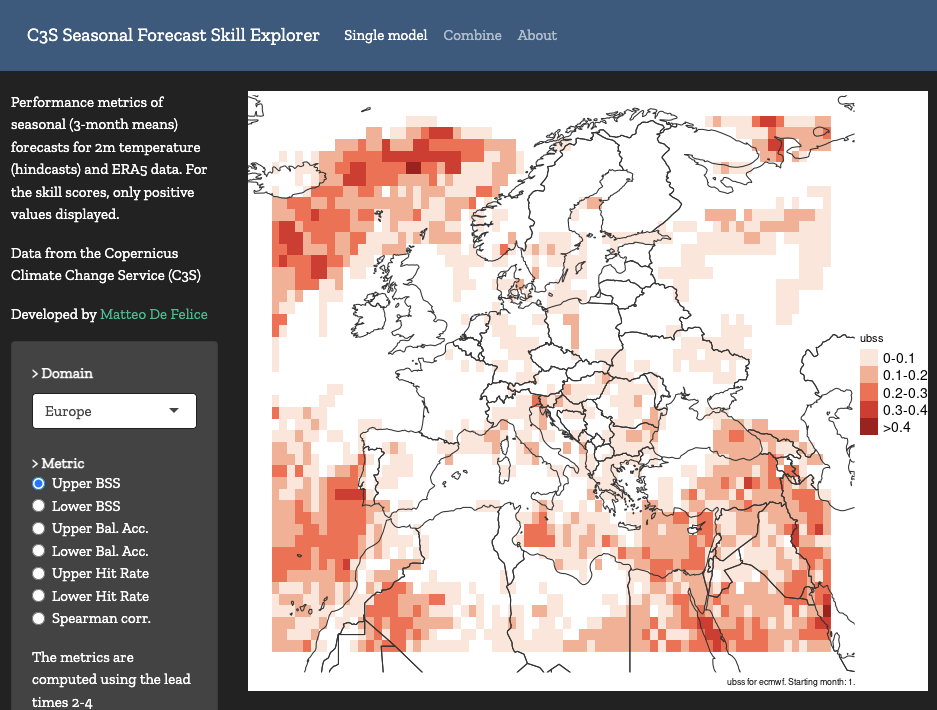 C3S Seasonal Forecast Skill Explorer Single model Combine About
Performance metrics of
seasonal (3-month means)
forecasts for 2m temperature
(hindcasts) and ERA5 data. For
the skill scores, only positive
values displayed.
Data from the Copernicus
Climate Change Service (C3S)
Developed by Matteo De Felice
> Domain
Europe
> Metric
Upper BSS
Lower BSS
Upper Bal. Acc.
Lower Bal. Acc.
Upper Hit Rate
Lower Hit Rate
Spearman corr.
The metrics are
computed using the lead
times 2-4
ubss
0-0.1
0.1-0.2
0.2-0.3
0.3-0.4
>0.4
ubss for ecmwf. Starting month: 1.